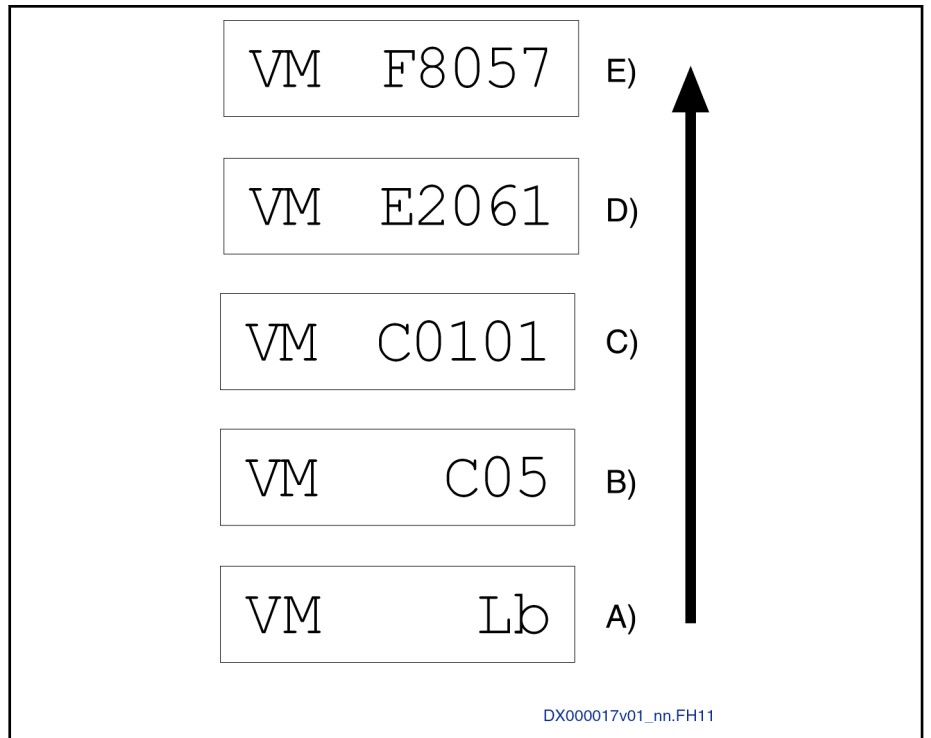 VM F8057 E)
VM E2061 D)
VM C0101 C)
VM C05 B)
VM Lb A)
DX000017v01_nn.FH11